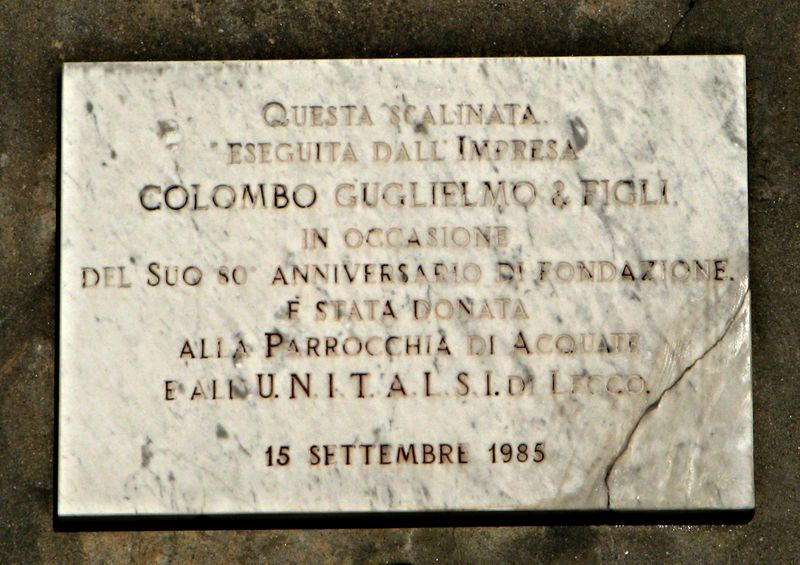 QUESTA SCALINATA.
ESEGUITA DALL'IMPRESA
COLOMBO GUGLIELMO & FIGLI.
IN OCCASIONE
DEL SUO 80° ANNIVERSARIO DI FONDAZIONE.
E STATA DONATA
ALLA PARROCCHIA DI ACQUATE
E ALL' U.N.I.T.A.L.S.I. DI LECCO.
15 SETTEMBRE 1985